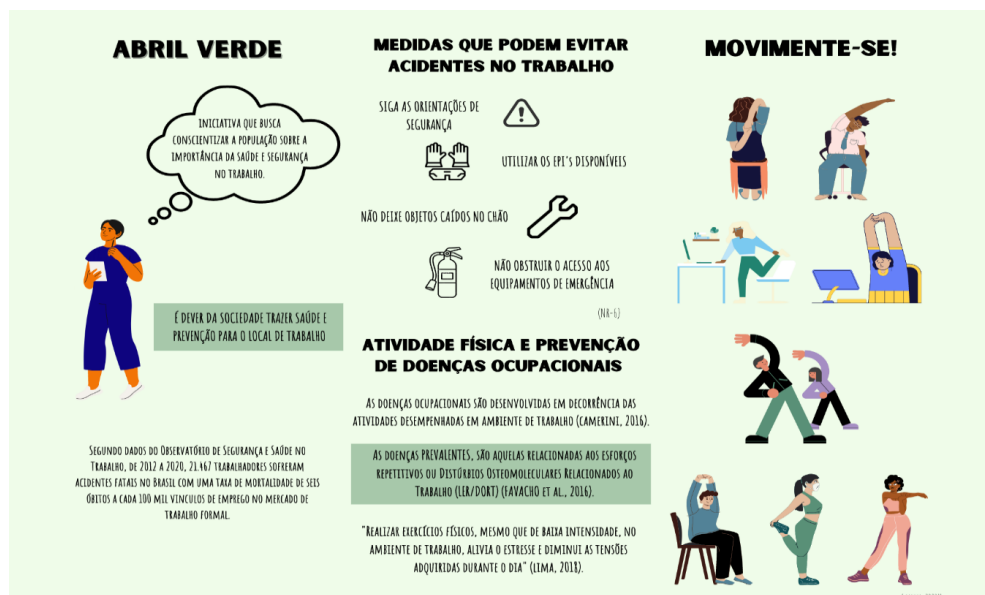 ABRIL VERDE
INICIATIVA QUE BUSCA
CONSCIENTIZAR A POPULAÇÃO SOBRE A
IMPORTÂNCIA DA SAÚDE E SEGURANÇA
NO TRABALHO.
É DEVER DA SOCIEDADE TRAZER SAÚDE E
PREVENÇÃO PARA O LOCAL DE TRABALHO
SEGUNDO DADOS DO OBSERVATÓRIO DE SEGURANÇA E SAÚDE NO
TRABALHO, DE 2012 A 2020, 21.467 TRABALHADORES SOFRERAM
ACIDENTES FATAIS NO BRASIL COM UMA TAXA DE MORTALIDADE DE SEIS
ÓBITOS A CADA 100 MIL VINCULOS DE EMPREGO NO MERCADO DE
TRABALHO FORMAL.
MEDIDAS QUE PODEM EVITAR
ACIDENTES NO TRABALHO
SIGA AS ORIENTAÇÕES DE
SEGURANÇA
UTILIZAR OS EPI'S DISPONÍVEIS
NÃO DEIXE OBJETOS CAÍDOS NO CHÃO
NÃO OBSTRUIR O ACESSO AOS
EQUIPAMENTOS DE EMERGÊNCIA
(NR-6)
ATIVIDADE FÍSICA E PREVENÇÃO
DE DOENÇAS OCUPACIONAIS
AS DOENÇAS OCUPACIONAIS SÃO DESENVOLVIDAS EM DECORRÊNCIA DAS
ATIVIDADES DESEMPENHADAS EM AMBIENTE DE TRABALHO (CAMERINI, 2016).
AS DOENÇAS PREVALENTES, SÃO AQUELAS RELACIONADAS AOS ESFORÇOS
REPETITIVOS OU DISTÚRBIOS OSTEOMOLECULARES RELACIONADOS AO
TRABALHO (LER/DORT) (FAVACHO ET AL., 2016).
"REALIZAR EXERCÍCIOS FÍSICOS, MESMO QUE DE BAIXA INTENSIDADE, NO
AMBIENTE DE TRABALHO, ALIVIA O ESTRESSE E DIMINUI AS TENSÕES
ADQUIRIDAS DURANTE O DIA" (LIMA, 2018).
MOVIMENTE-SE!